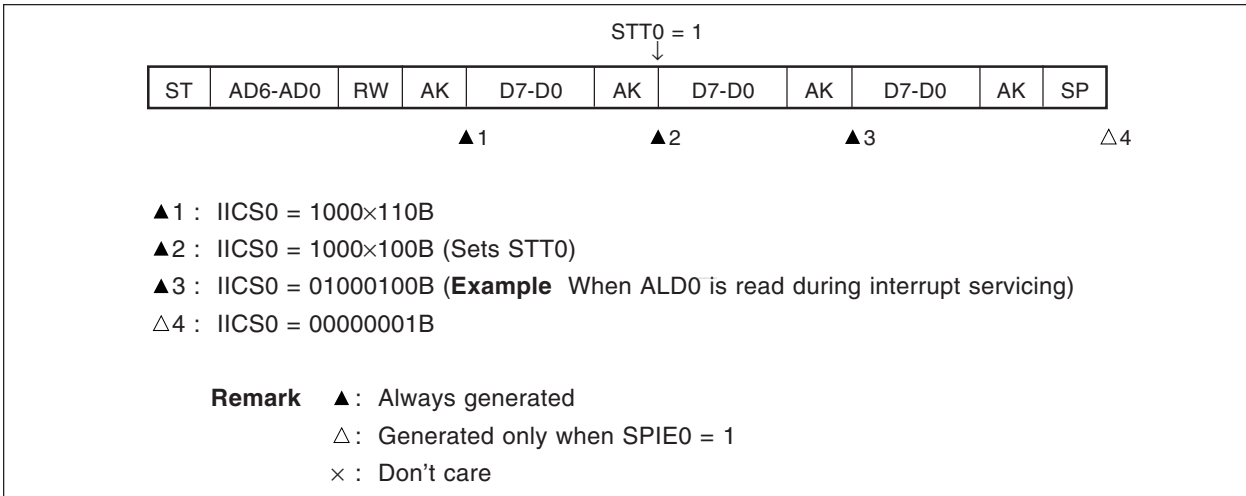 STT0 = 1
↓
ST AD6-AD0 RW AK D7-D0 AK D7-D0 AK D7-D0 AK SP
▲1 ▲2 ▲3 △4
▲1 : IICS0 = 1000×110B
▲2 : IICS0 = 1000×100B (Sets STT0)
▲3 : IICS0 = 01000100B (Example When ALD0 is read during interrupt servicing)
△4 : IICS0 = 00000001B
Remark ▲ : Always generated
△ : Generated only when SPIE0 = 1
× : Don't care